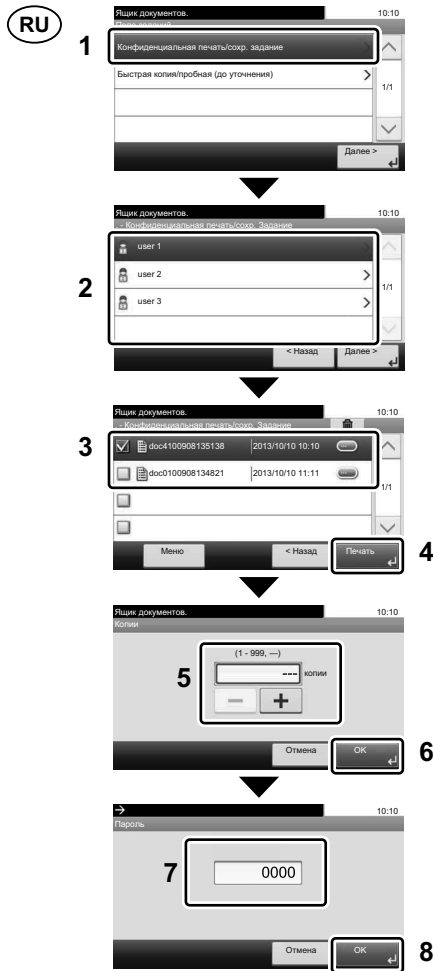 RU
Ящик документов. 10:10
Поле заданий.
1
Конфиденциальная печать/сохр. задание
Быстрая копия/пробная (до уточнения)
1/1
Далее >
Ящик документов. 10:10
. - Конфиденциальная печать/сохр. Задание
2
user 1
user 2
user 3
1/1
< Назад Далее >
Ящик документов. 10:10
. - Конфиденциальная печать/сохр. Задание
3
doc4100908135138 2013/10/10 10:10
doc0100908134821 2013/10/10 11:11
1/1
Меню < Назад Печать 4
Ящик документов. 10:10
Копии
(1 - 999, ---)
5
--- копии
Отмена OK 6
10:10
Пароль
7
0000
Отмена OK 8